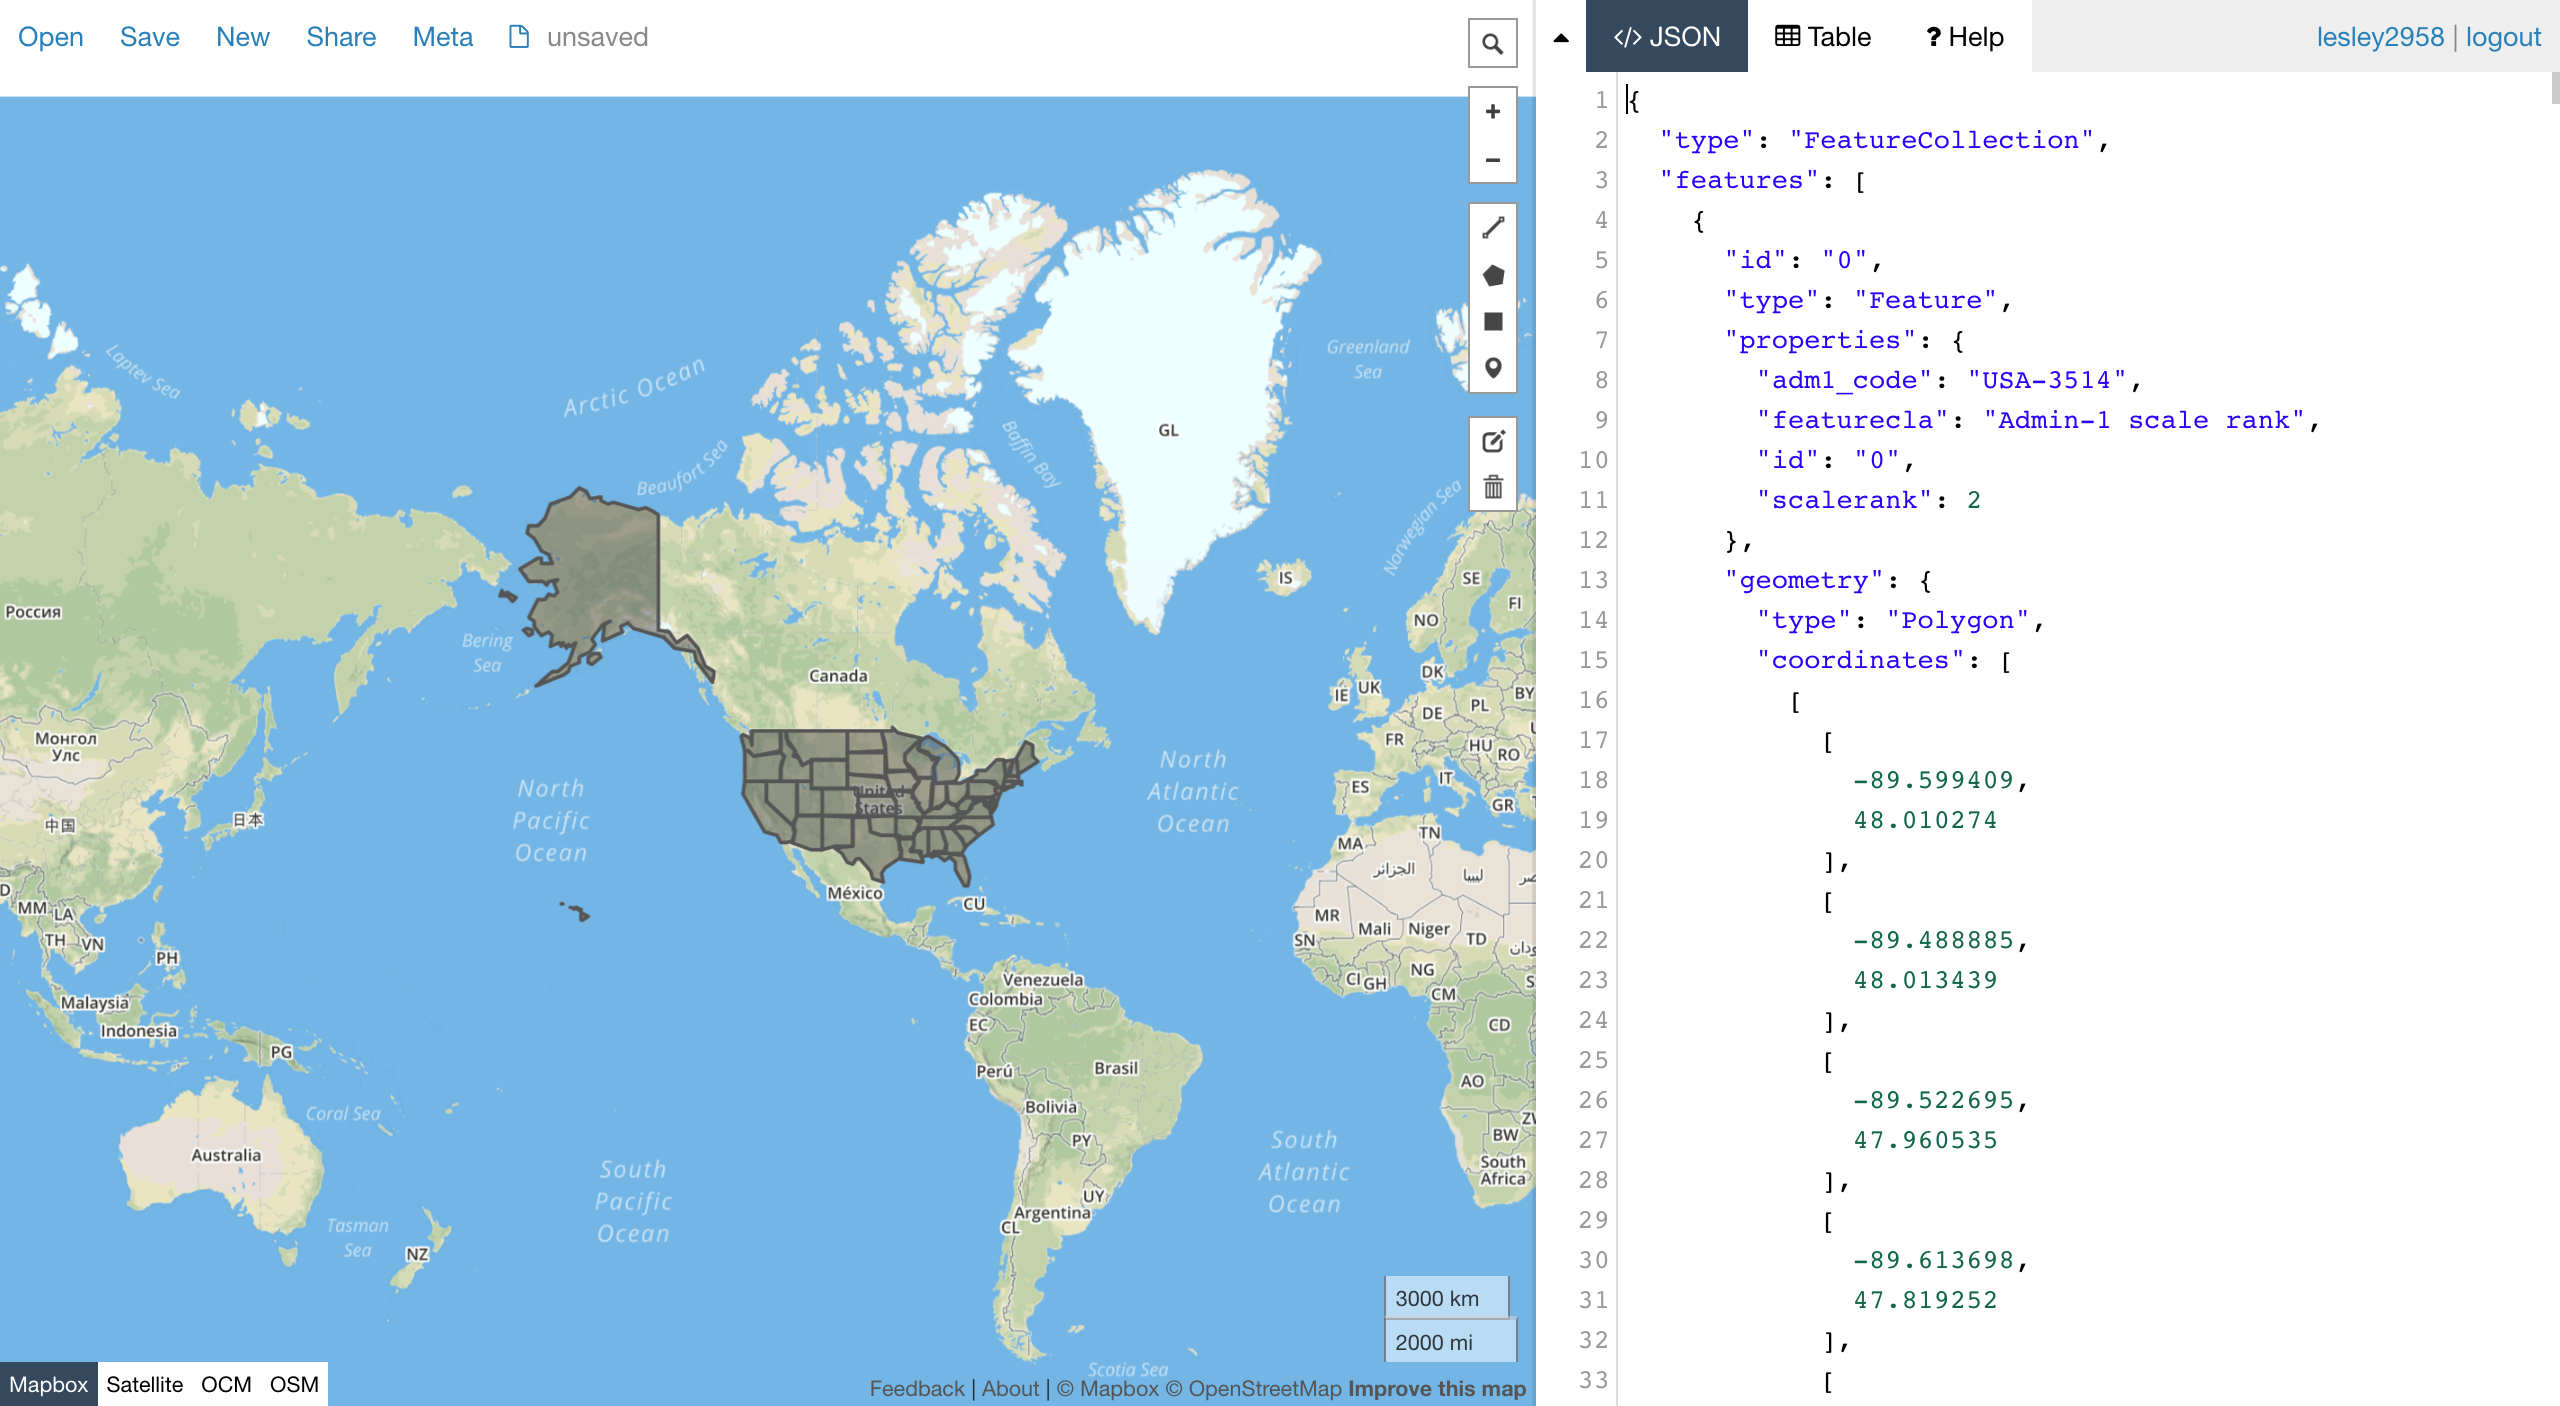 Open Save New Share Meta unsaved
</> JSON Table ? Help lesley2958 | logout
Laptev Sea
Arctic Ocean
Beaufort Sea
Baffin Bay
Greenland
Sea
GL
Norwegian Sea
IS
SE
FI
NO
Россия
Bering
Sea
Canada
DK
IE
UK
BY
DE
PL
FR
HU
RO
IT
ES
GR
Монгол
Улс
中国
日本
North
Pacific
Ocean
United
States
North
Atlantic
Ocean
TN
MA
الجزائر
ليبيا
México
CU
MM
LA
TH
VN
PH
MR
Mali
Niger
TD
SN
CI
GH
NG
CM
Venezuela
Colombia
EC
Malaysia
Indonesia
PG
CD
Perú
Brasil
AO
Bolivia
PY
BW
South
Africa
Coral Sea
Australia
South
Pacific
Ocean
South
Atlantic
Ocean
UY
Argentina
CL
Tasman
Sea
NZ
3000 km
2000 mi
Scotia Sea
Mapbox Satellite OCM OSM
Feedback | About | © Mapbox © OpenStreetMap Improve this map
1 {
2 "type": "FeatureCollection",
3 "features": [
4 {
5 "id": "0",
6 "type": "Feature",
7 "properties": {
8 "adm1_code": "USA-3514",
9 "featurecla": "Admin-1 scale rank",
10 "id": "0",
11 "scalerank": 2
12 },
13 "geometry": {
14 "type": "Polygon",
15 "coordinates": [
16 [
17 [
18 -89.599409,
19 48.010274
20 ],
21 [
22 -89.488885,
23 48.013439
24 ],
25 [
26 -89.522695,
27 47.960535
28 ],
29 [
30 -89.613698,
31 47.819252
32 ],
33 [